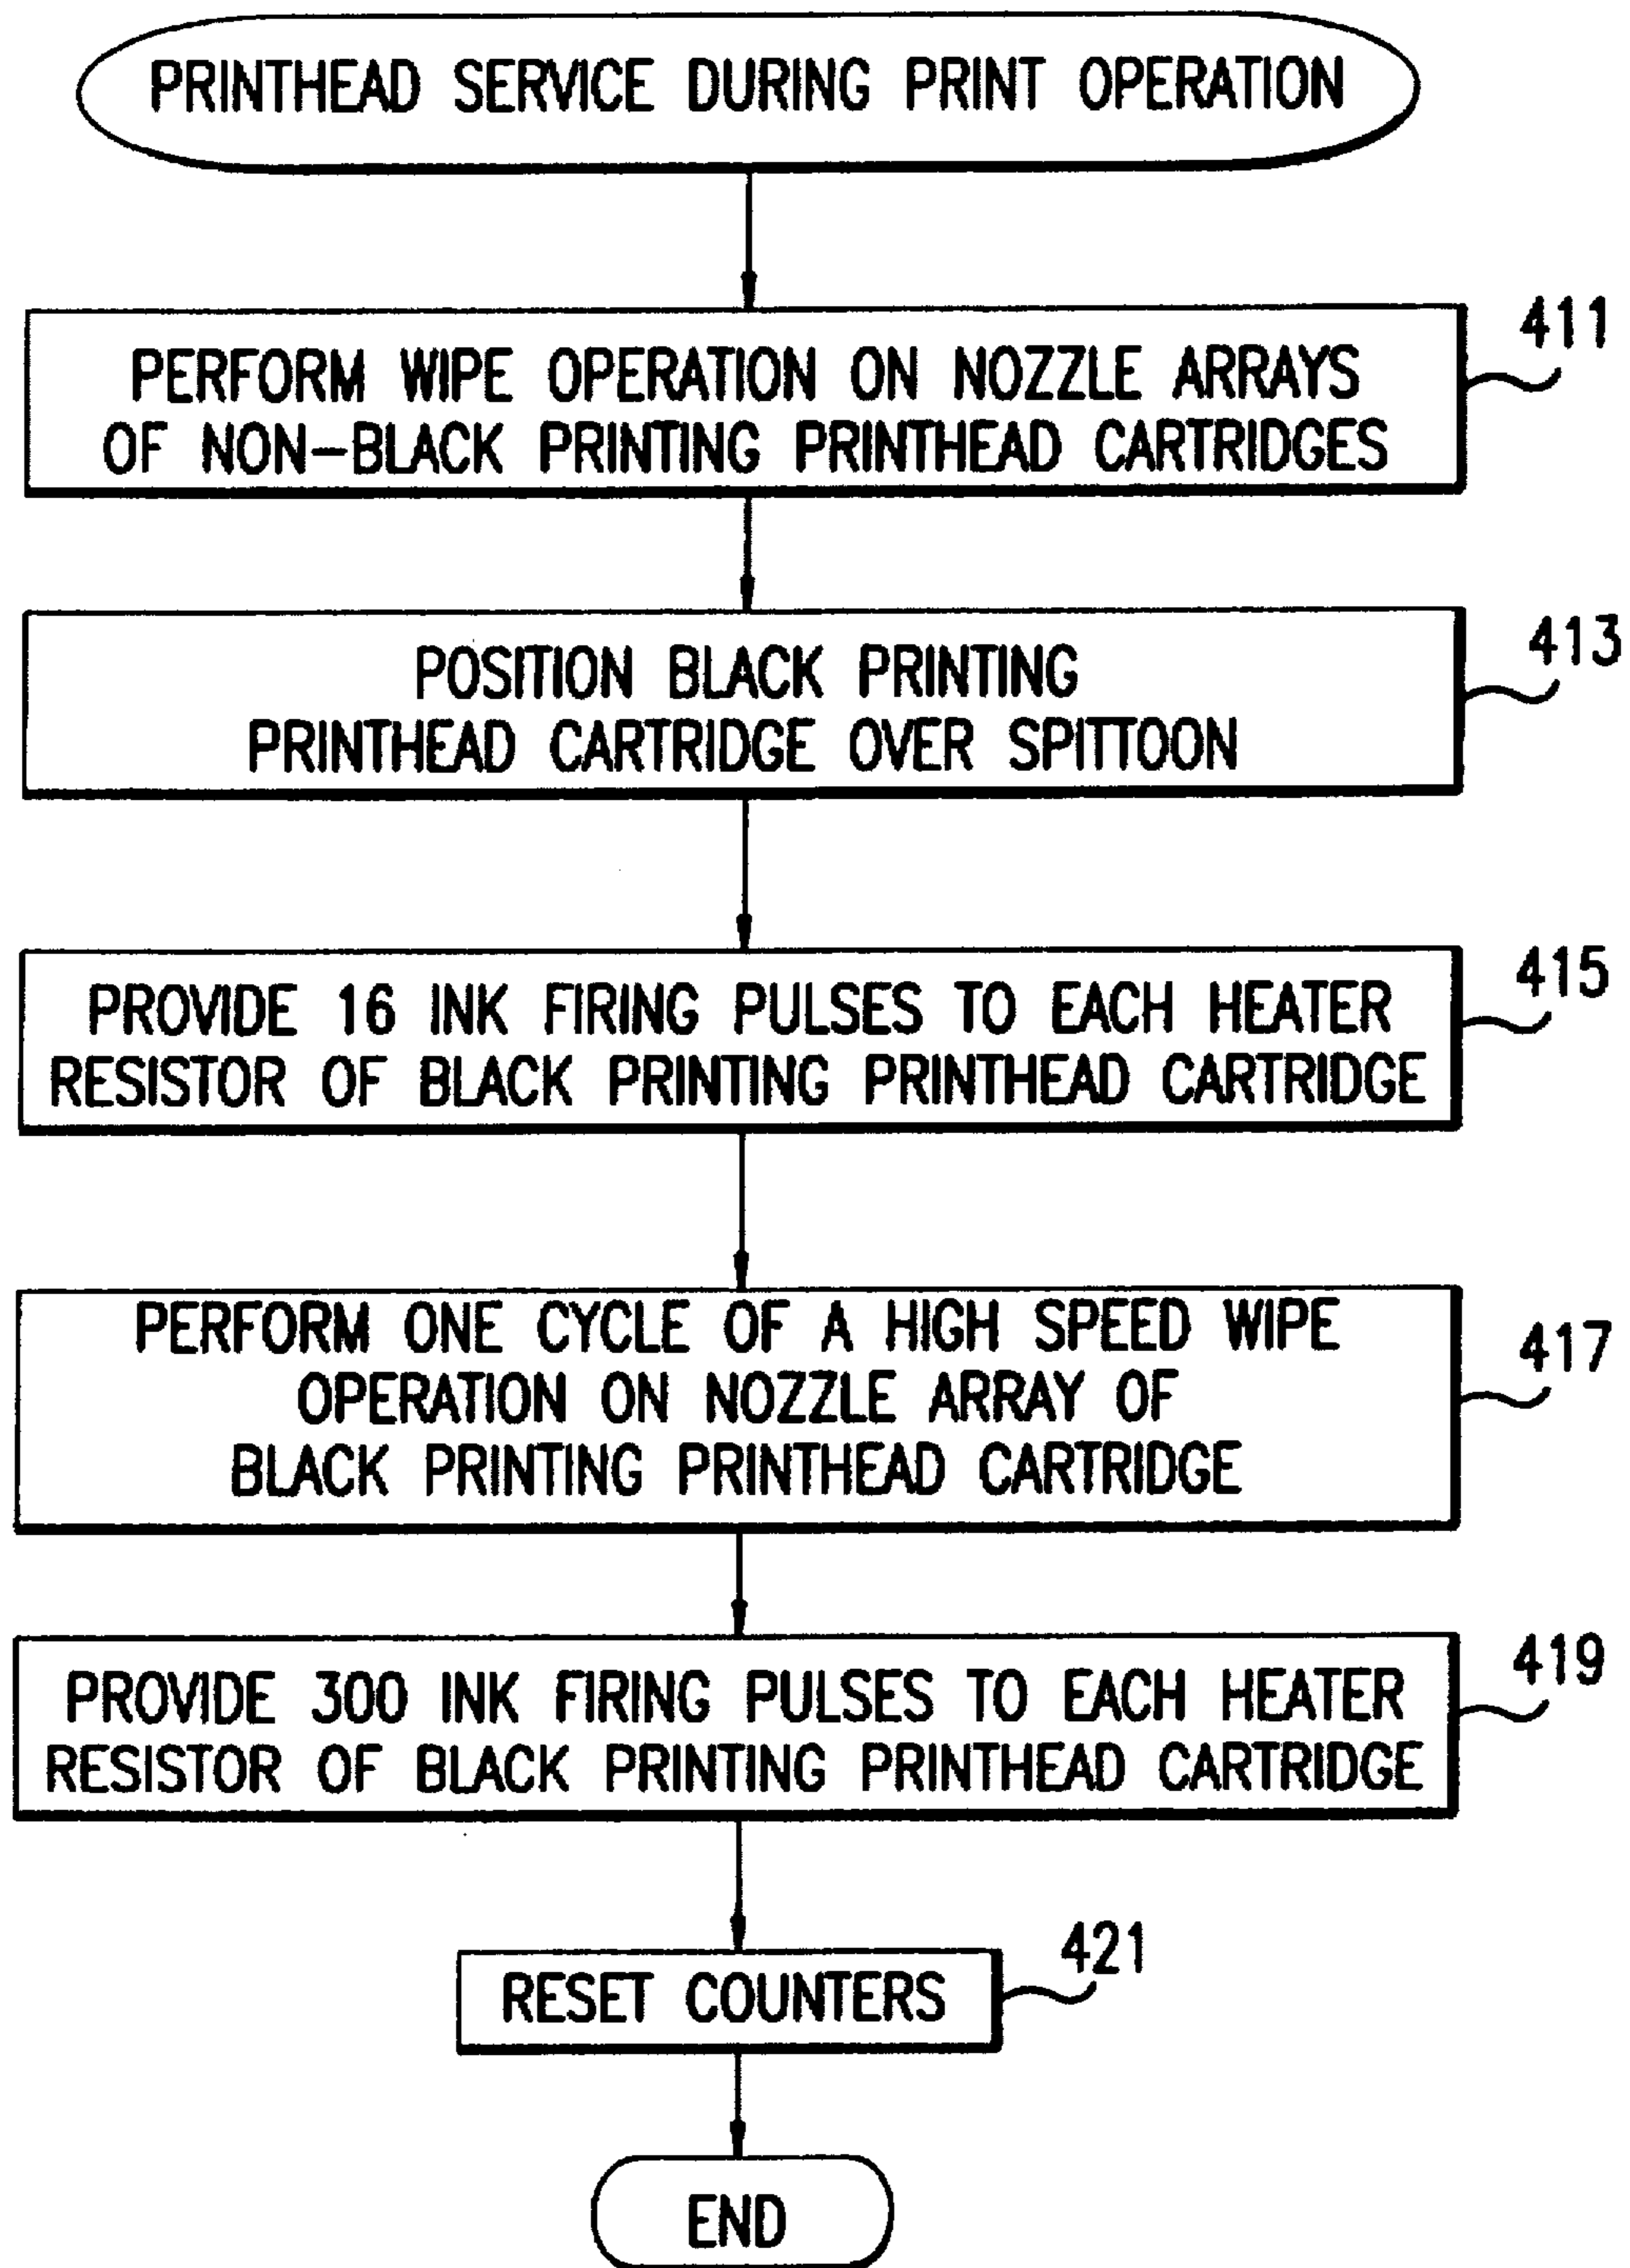 PRINTHEAD SERVICE DURING PRINT OPERATION
PERFORM WIPE OPERATION ON NOZZLE ARRAYS
OF NON-BLACK PRINTING PRINTHEAD CARTRIDGES
411
POSITION BLACK PRINTING
PRINTHEAD CARTRIDGE OVER SPITTOON
413
PROVIDE 16 INK FIRING PULSES TO EACH HEATER
RESISTOR OF BLACK PRINTING PRINTHEAD CARTRIDGE
415
PERFORM ONE CYCLE OF A HIGH SPEED WIPE
OPERATION ON NOZZLE ARRAY OF
BLACK PRINTING PRINTHEAD CARTRIDGE
417
PROVIDE 300 INK FIRING PULSES TO EACH HEATER
RESISTOR OF BLACK PRINTING PRINTHEAD CARTRIDGE
419
RESET COUNTERS
421
END